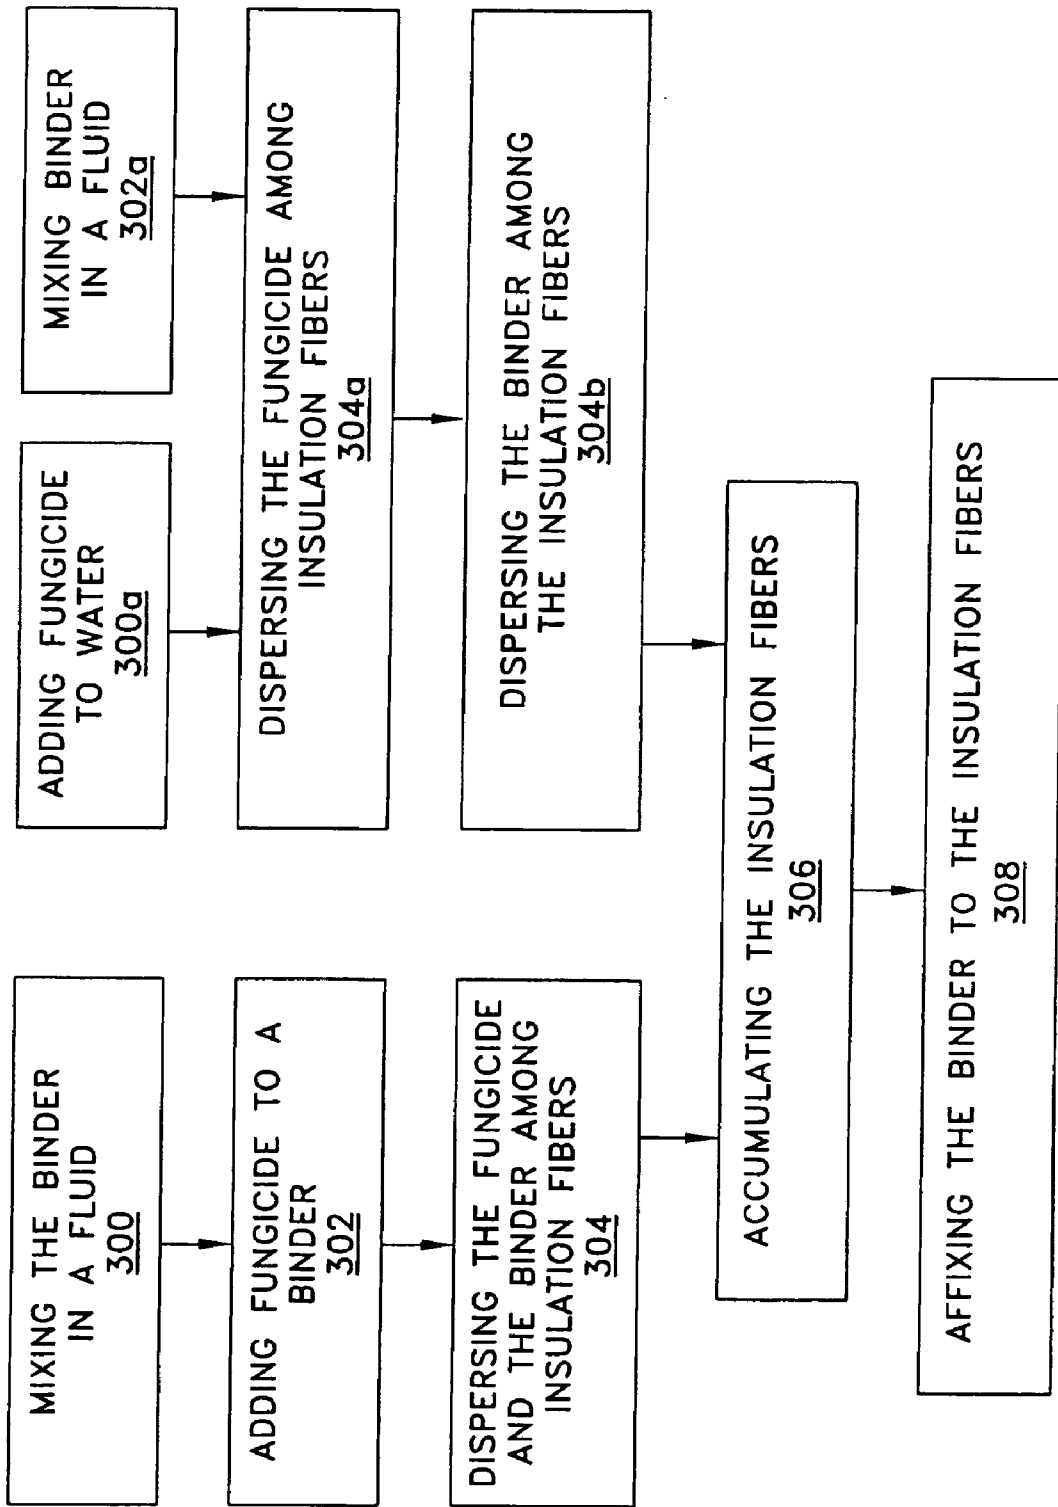 MIXING THE BINDER
IN A FLUID
300
ADDING FUNGICIDE TO A
BINDER
302
DISPERSING THE FUNGICIDE
AND THE BINDER AMONG
INSULATION FIBERS
304
ADDING FUNGICIDE
TO WATER
300a
MIXING BINDER
IN A FLUID
302a
DISPERSING THE FUNGICIDE AMONG
INSULATION FIBERS
304a
DISPERSING THE BINDER AMONG
THE INSULATION FIBERS
304b
ACCUMULATING THE INSULATION FIBERS
306
AFFIXING THE BINDER TO THE INSULATION FIBERS
308